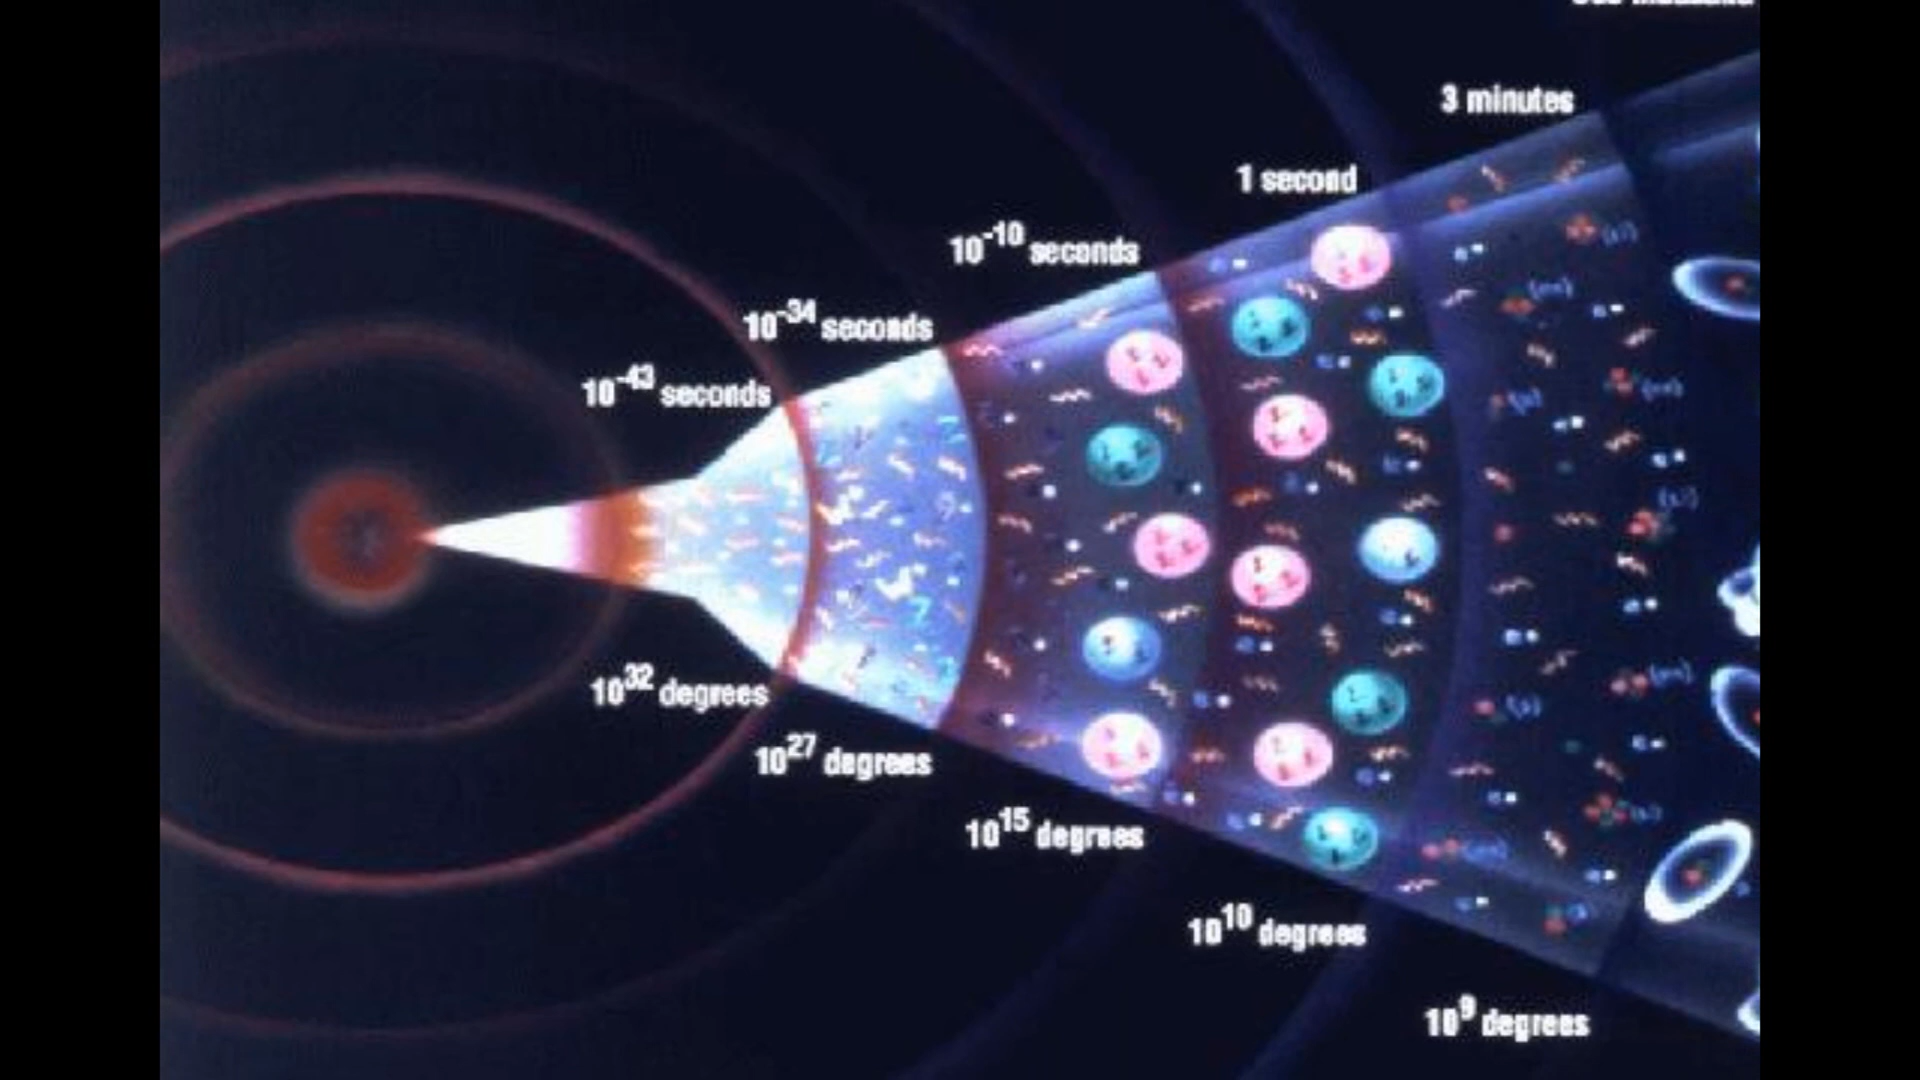 3 minutes
1 second
10⁻¹⁰ seconds
10⁻³⁴ seconds
10⁻⁴³ seconds
10³² degrees
10²⁷ degrees
10¹⁵ degrees
10¹⁰ degrees
10⁹ degrees